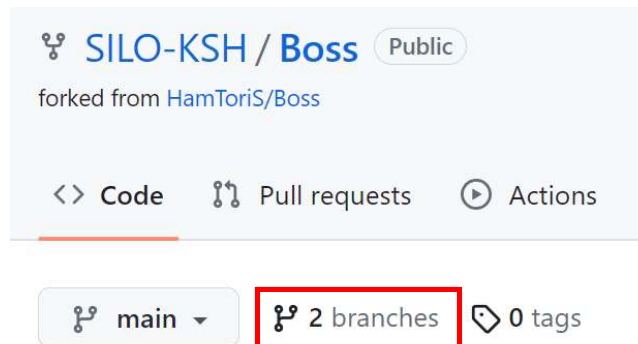 SILO-KSH / Boss Public
forked from HamToriS/Boss
<> Code Pull requests Actions
main 2 branches 0 tags